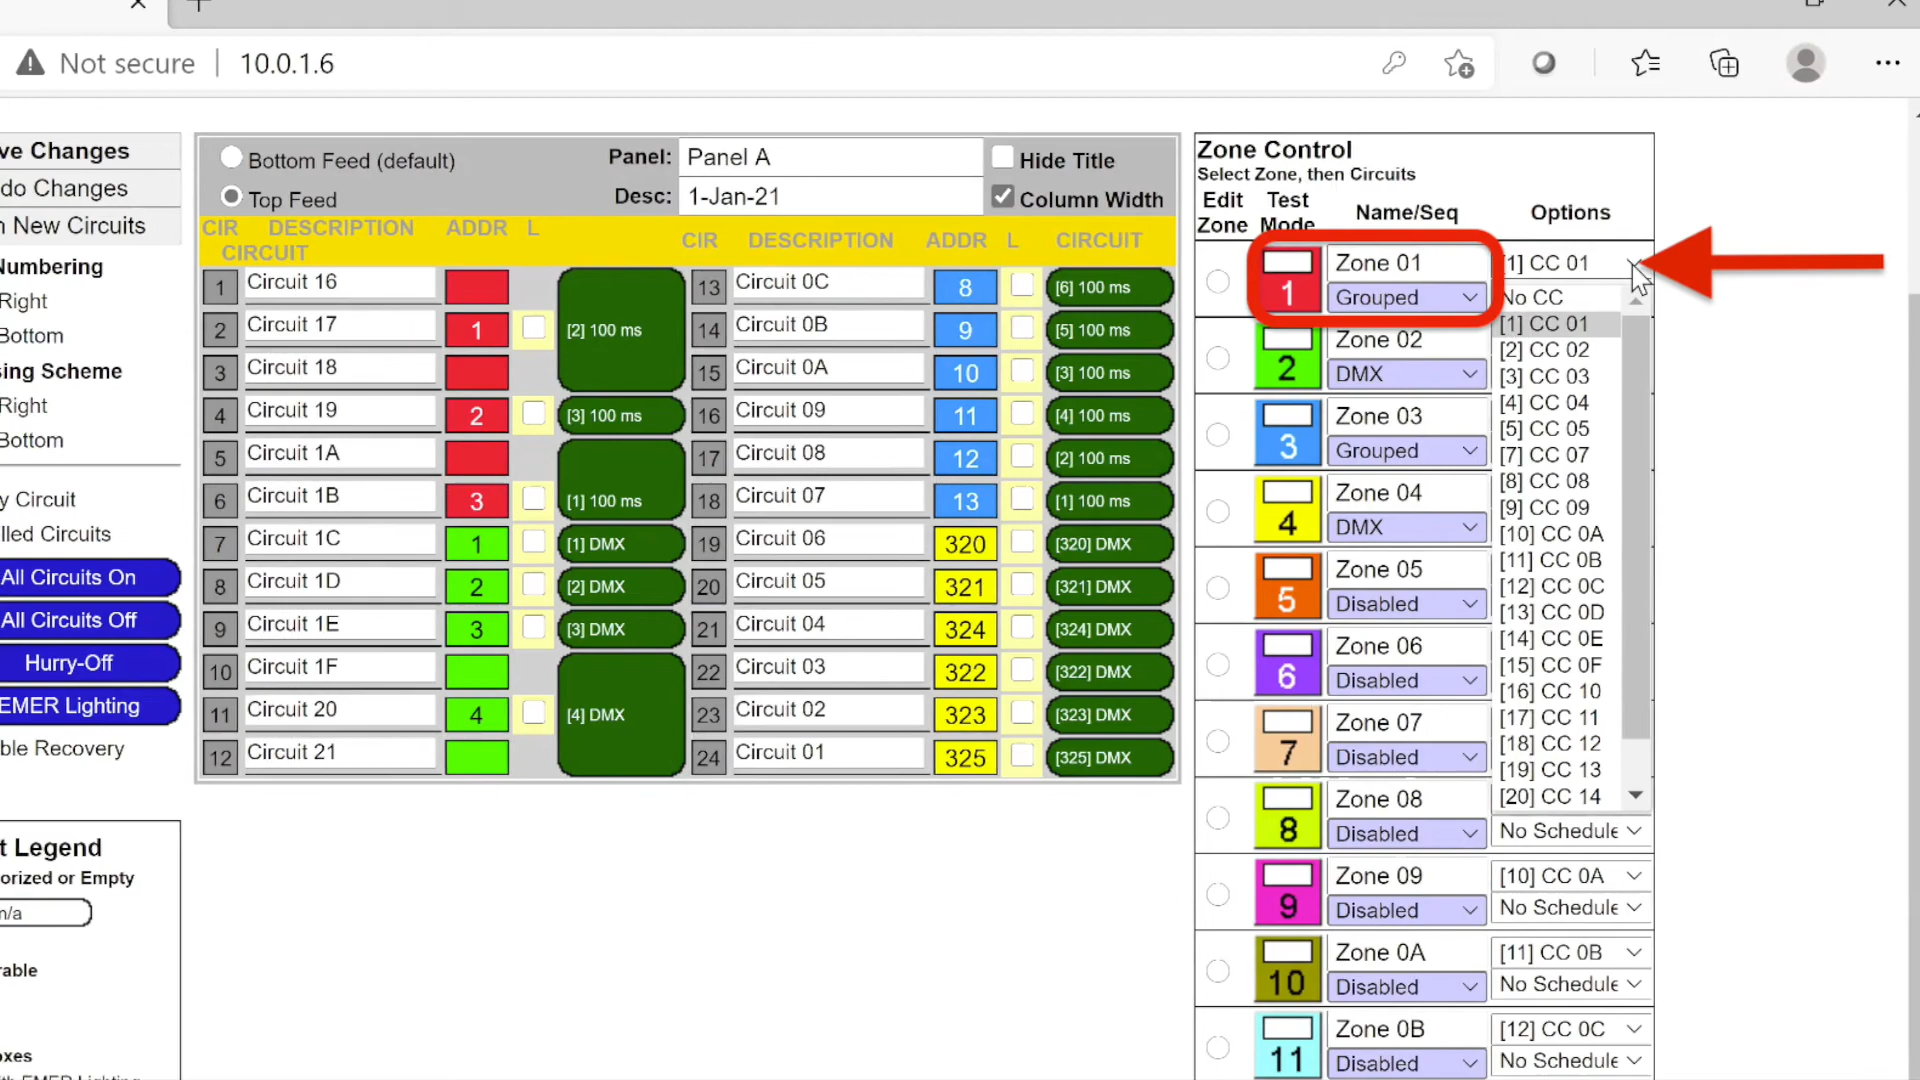 Not secure 10.0.1.6
ve Changes
do Changes
n New Circuits
Numbering
Right
Bottom
sing Scheme
Right
Bottom
y Circuit
lled Circuits
All Circuits On
All Circuits Off
Hurry-Off
EMER Lighting
ble Recovery
t Legend
orized or Empty
n/a
rable
oxes
Bottom Feed (default) Panel: Panel A Hide Title
Top Feed Desc: 1-Jan-21 Column Width
CIR DESCRIPTION ADDR L CIRCUIT
CIR DESCRIPTION ADDR L CIRCUIT
1 Circuit 16
2 Circuit 17 1 [2] 100 ms
3 Circuit 18
4 Circuit 19 2 [3] 100 ms
5 Circuit 1A
6 Circuit 1B 3 [1] 100 ms
7 Circuit 1C 1 [1] DMX
8 Circuit 1D 2 [2] DMX
9 Circuit 1E 3 [3] DMX
10 Circuit 1F
11 Circuit 20 4 [4] DMX
12 Circuit 21
13 Circuit 0C 8 [6] 100 ms
14 Circuit 0B 9 [5] 100 ms
15 Circuit 0A 10 [3] 100 ms
16 Circuit 09 11 [4] 100 ms
17 Circuit 08 12 [2] 100 ms
18 Circuit 07 13 [1] 100 ms
19 Circuit 06 320 [320] DMX
20 Circuit 05 321 [321] DMX
21 Circuit 04 324 [324] DMX
22 Circuit 03 322 [322] DMX
23 Circuit 02 323 [323] DMX
24 Circuit 01 325 [325] DMX
Zone Control
Select Zone, then Circuits
Edit Zone Test Mode Name/Seq Options
1 Zone 01 [1] CC 01
Grouped
2 Zone 02
DMX
3 Zone 03
Grouped
4 Zone 04
DMX
5 Zone 05
Disabled
6 Zone 06
Disabled
7 Zone 07
Disabled
8 Zone 08
Disabled No Schedule
9 Zone 09 [10] CC 0A
Disabled No Schedule
10 Zone 0A [11] CC 0B
Disabled No Schedule
11 Zone 0B [12] CC 0C
Disabled No Schedule
No CC
[1] CC 01
[2] CC 02
[3] CC 03
[4] CC 04
[5] CC 05
[7] CC 07
[8] CC 08
[9] CC 09
[10] CC 0A
[11] CC 0B
[12] CC 0C
[13] CC 0D
[14] CC 0E
[15] CC 0F
[16] CC 10
[17] CC 11
[18] CC 12
[19] CC 13
[20] CC 14